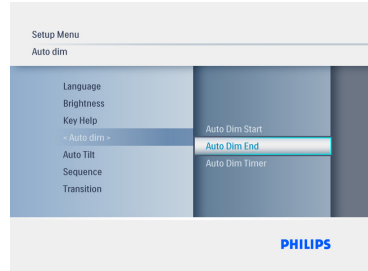 Setup Menu
Auto dim
Language
Brightness
Key Help
< Auto dim >
Auto Tilt
Sequence
Transition
Auto Dim Start
Auto Dim End
Auto Dim Timer
PHILIPS